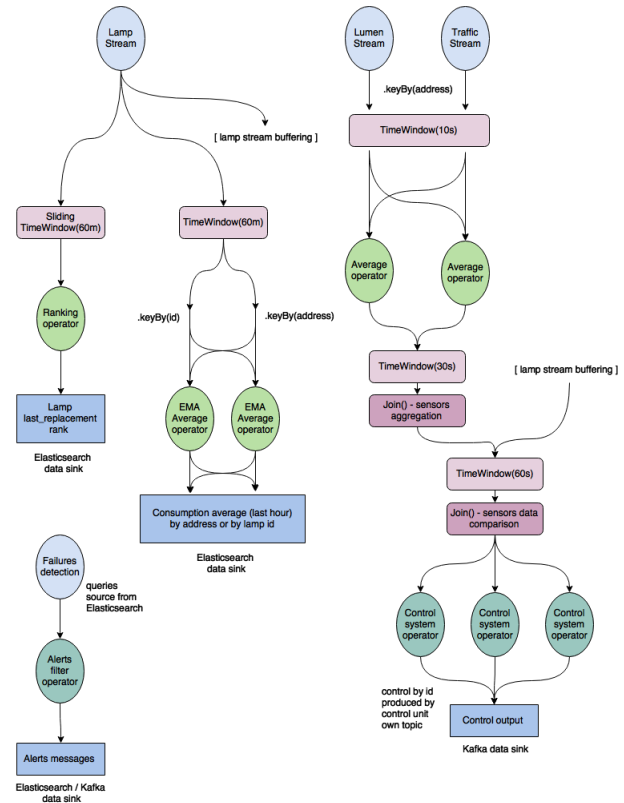 Lamp
Stream
[ lamp stream buffering ]
Sliding
TimeWindow(60m)
TimeWindow(60m)
Ranking
operator
.keyBy(id)
.keyBy(address)
Lamp
last_replacement
rank
Elasticsearch
data sink
EMA
Average
operator
EMA
Average
operator
Consumption average (last hour)
by address or by lamp id
Elasticsearch
data sink
Failures
detection
queries
source from
Elasticsearch
Alerts
filter
operator
Alerts messages
Elasticsearch / Kafka
data sink
Lumen
Stream
Traffic
Stream
.keyBy(address)
TimeWindow(10s)
Average
operator
Average
operator
TimeWindow(30s)
[ lamp stream buffering ]
Join() - sensors
aggregation
TimeWindow(60s)
Join() - sensors data
comparison
Control
system
operator
Control
system
operator
Control
system
operator
control by id
produced by
control unit
own topic
Control output
Kafka data sink